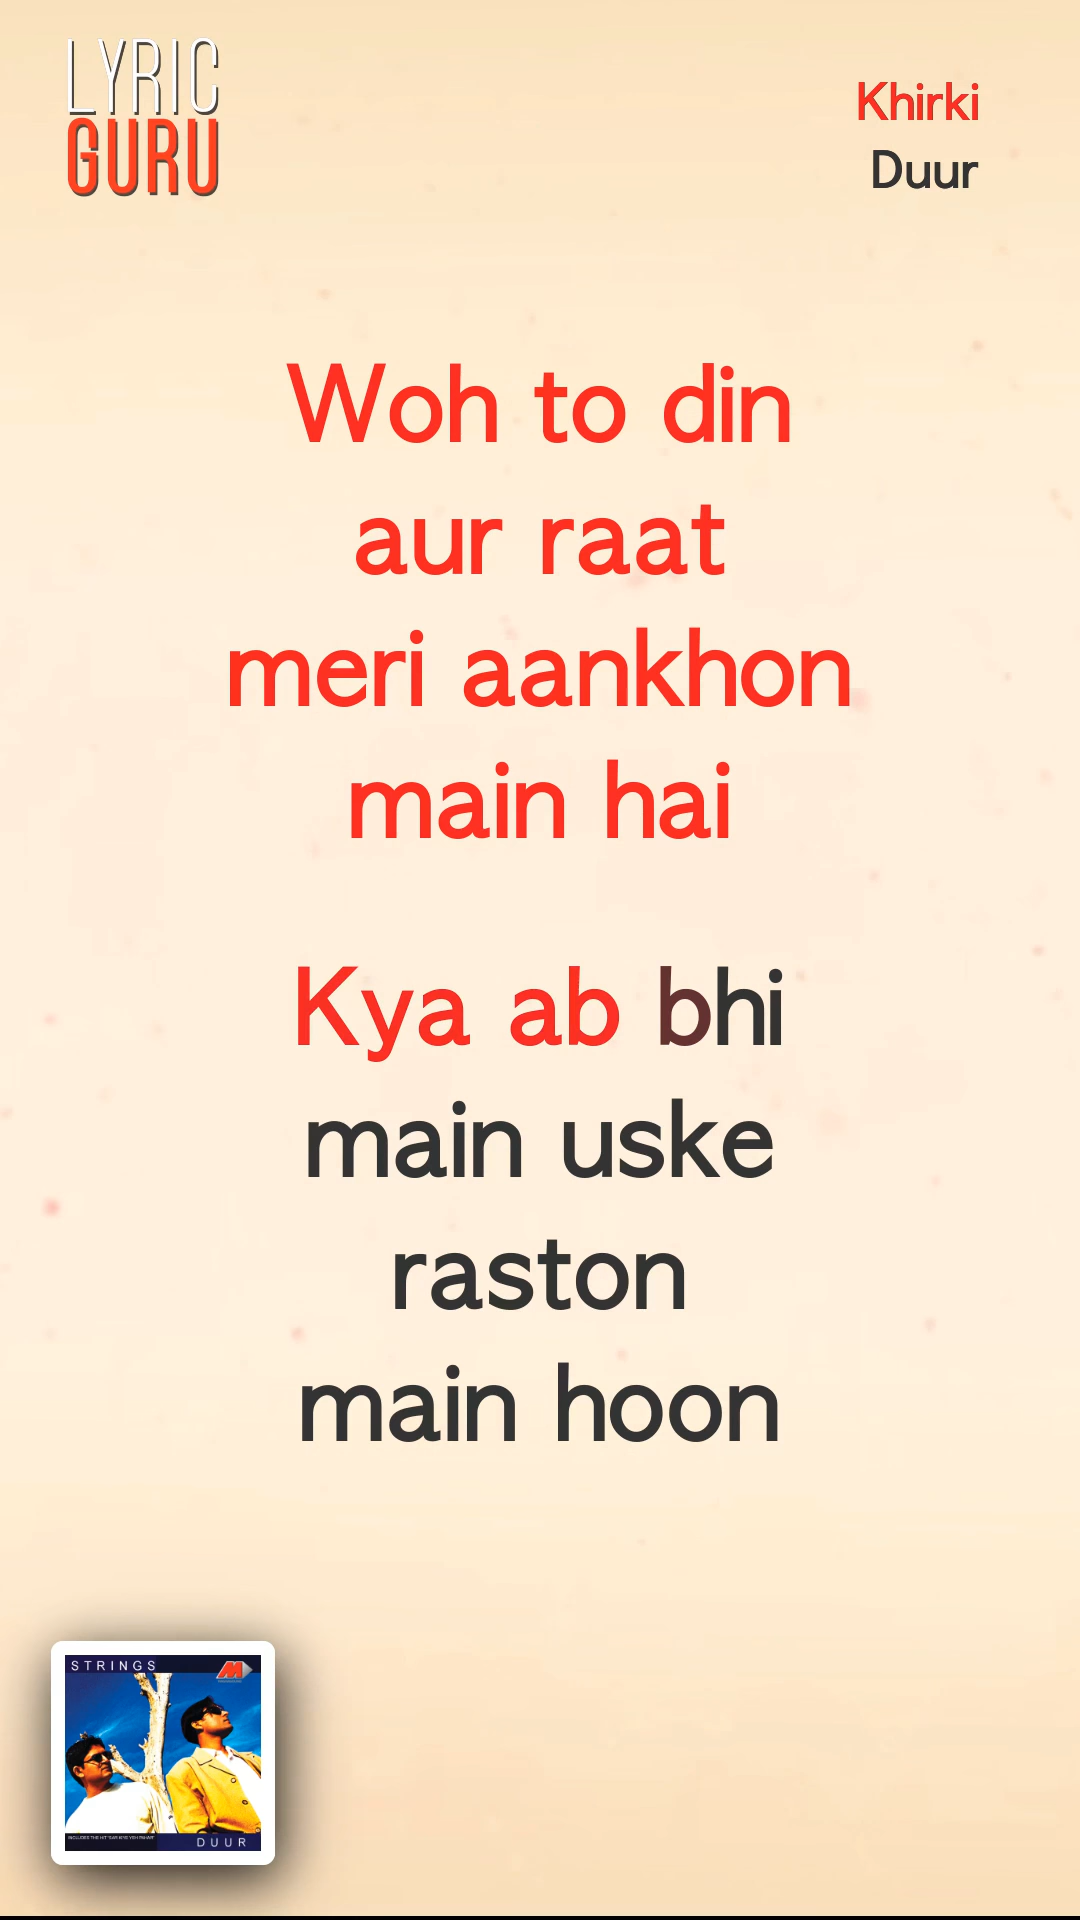 LYRIC
GURU
Khirki
Duur
Woh to din
aur raat
meri aankhon
main hai
Kya ab bhi
main uske
raston
main hoon
STRINGS
M
DUUR